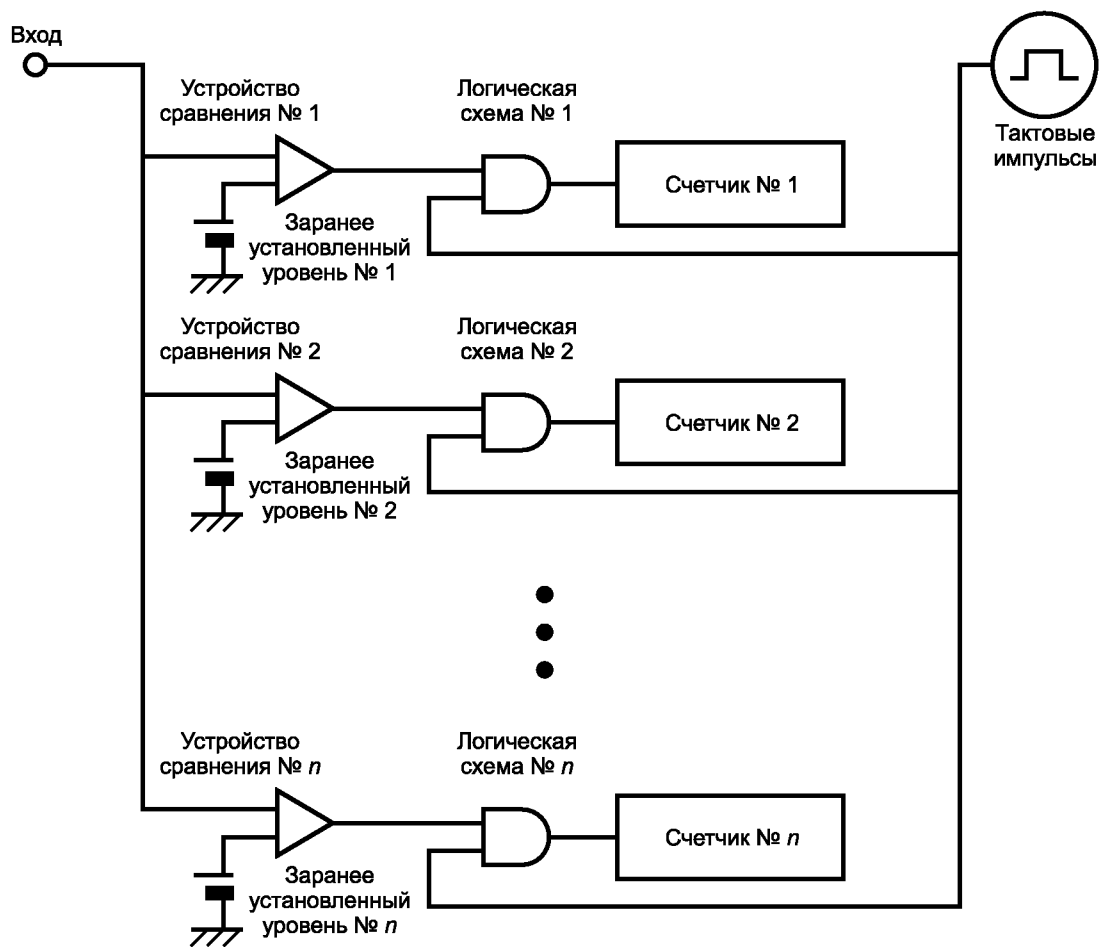 Вход
Устройство
сравнения № 1
Логическая
схема № 1
Тактовые
импульсы
Счетчик № 1
Заранее
установленный
уровень № 1
Устройство
сравнения № 2
Логическая
схема № 2
Счетчик № 2
Заранее
установленный
уровень № 2
Устройство
сравнения № n
Логическая
схема № n
Счетчик № n
Заранее
установленный
уровень № n